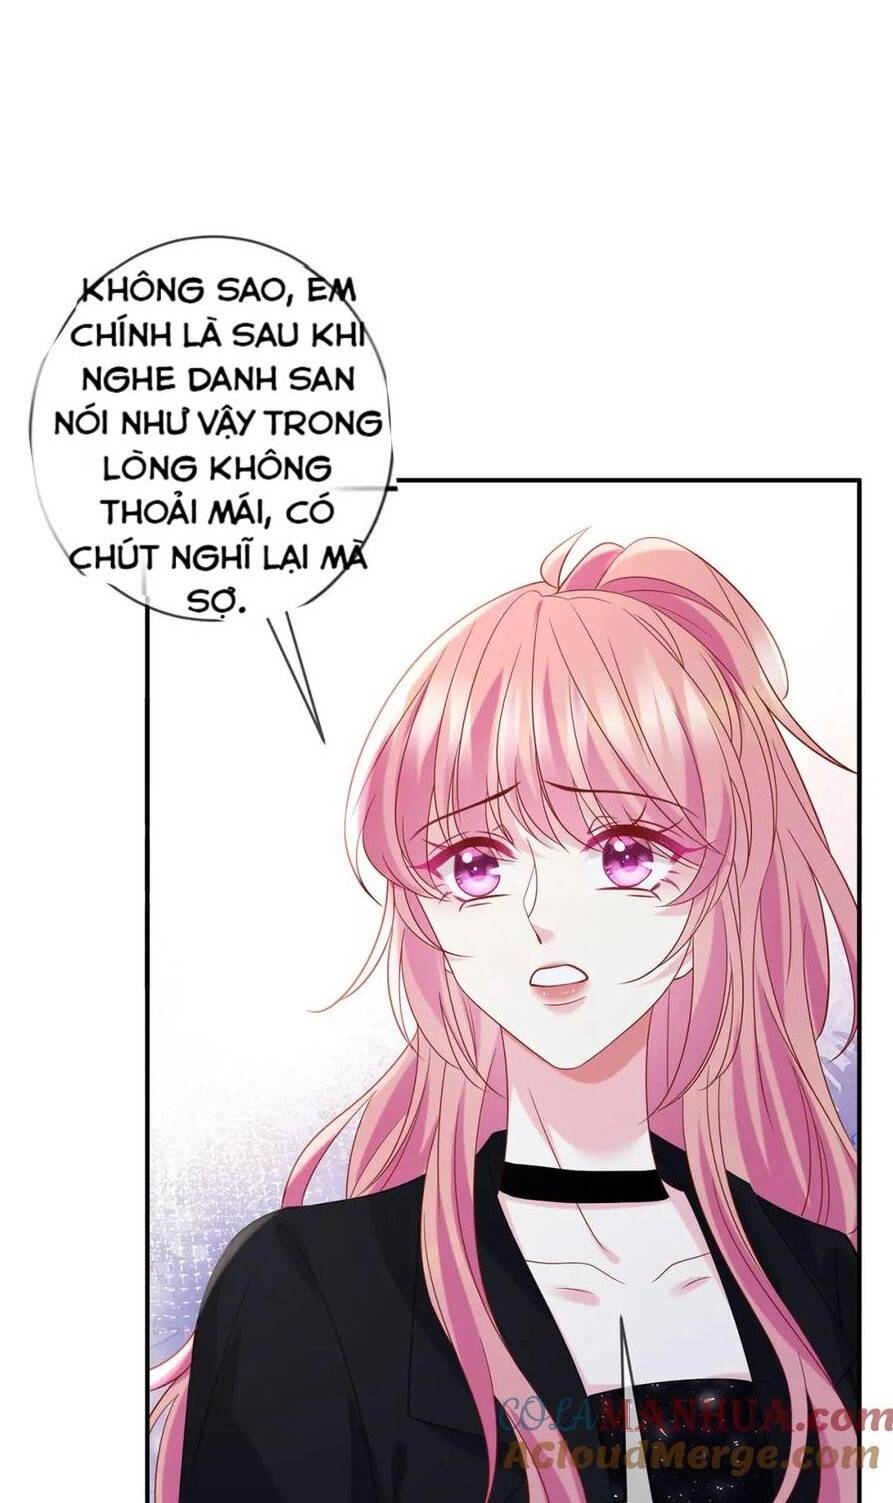 KHÔNG SAO, EM
CHÍNH LÀ SAU KHI
NGHE DANH SAN
NÓI NHƯ VẬY TRONG
LÒNG KHÔNG
THOẢI MÁI, CÓ
CHÚT NGHĨ LẠI MÀ
SỢ.
COLAMANHUA.com
ACloudMerge.com